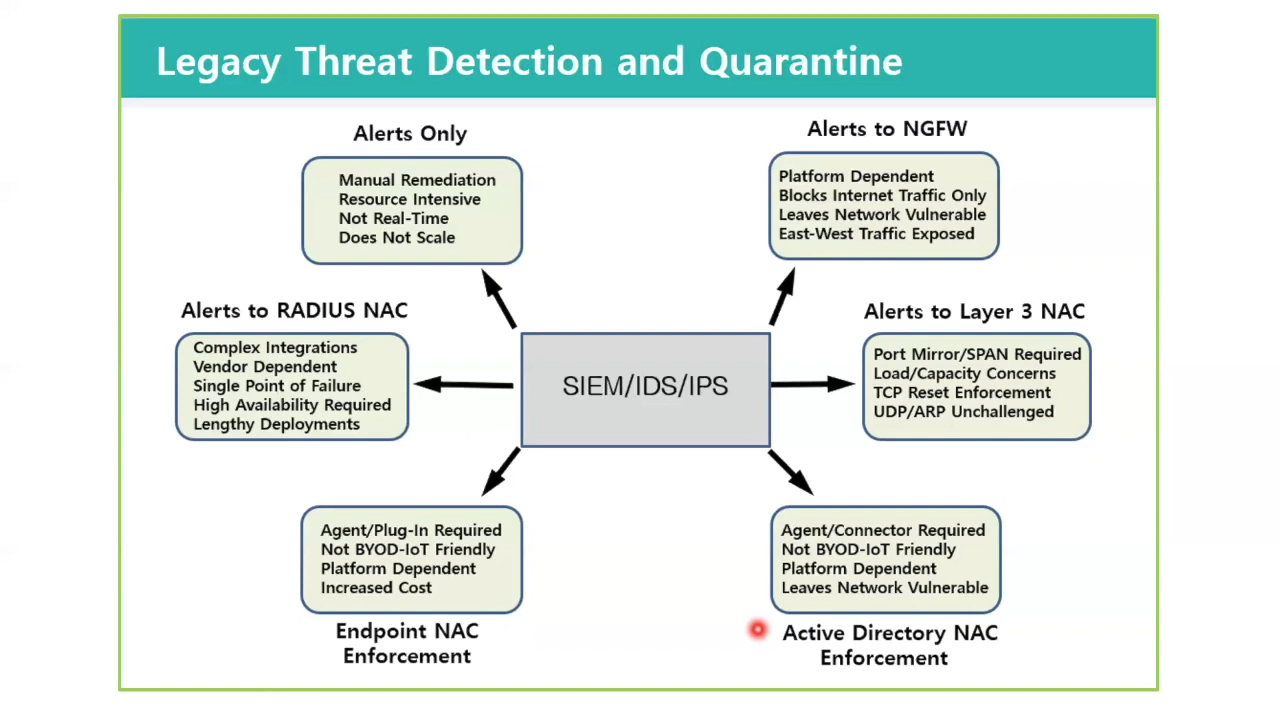 Legacy Threat Detection and Quarantine
Alerts Only
Manual Remediation
Resource Intensive
Not Real-Time
Does Not Scale
Alerts to NGFW
Platform Dependent
Blocks Internet Traffic Only
Leaves Network Vulnerable
East-West Traffic Exposed
Alerts to RADIUS NAC
Complex Integrations
Vendor Dependent
Single Point of Failure
High Availability Required
Lengthy Deployments
SIEM/IDS/IPS
Alerts to Layer 3 NAC
Port Mirror/SPAN Required
Load/Capacity Concerns
TCP Reset Enforcement
UDP/ARP Unchallenged
Agent/Plug-In Required
Not BYOD-IoT Friendly
Platform Dependent
Increased Cost
Endpoint NAC
Enforcement
Agent/Connector Required
Not BYOD-IoT Friendly
Platform Dependent
Leaves Network Vulnerable
Active Directory NAC
Enforcement